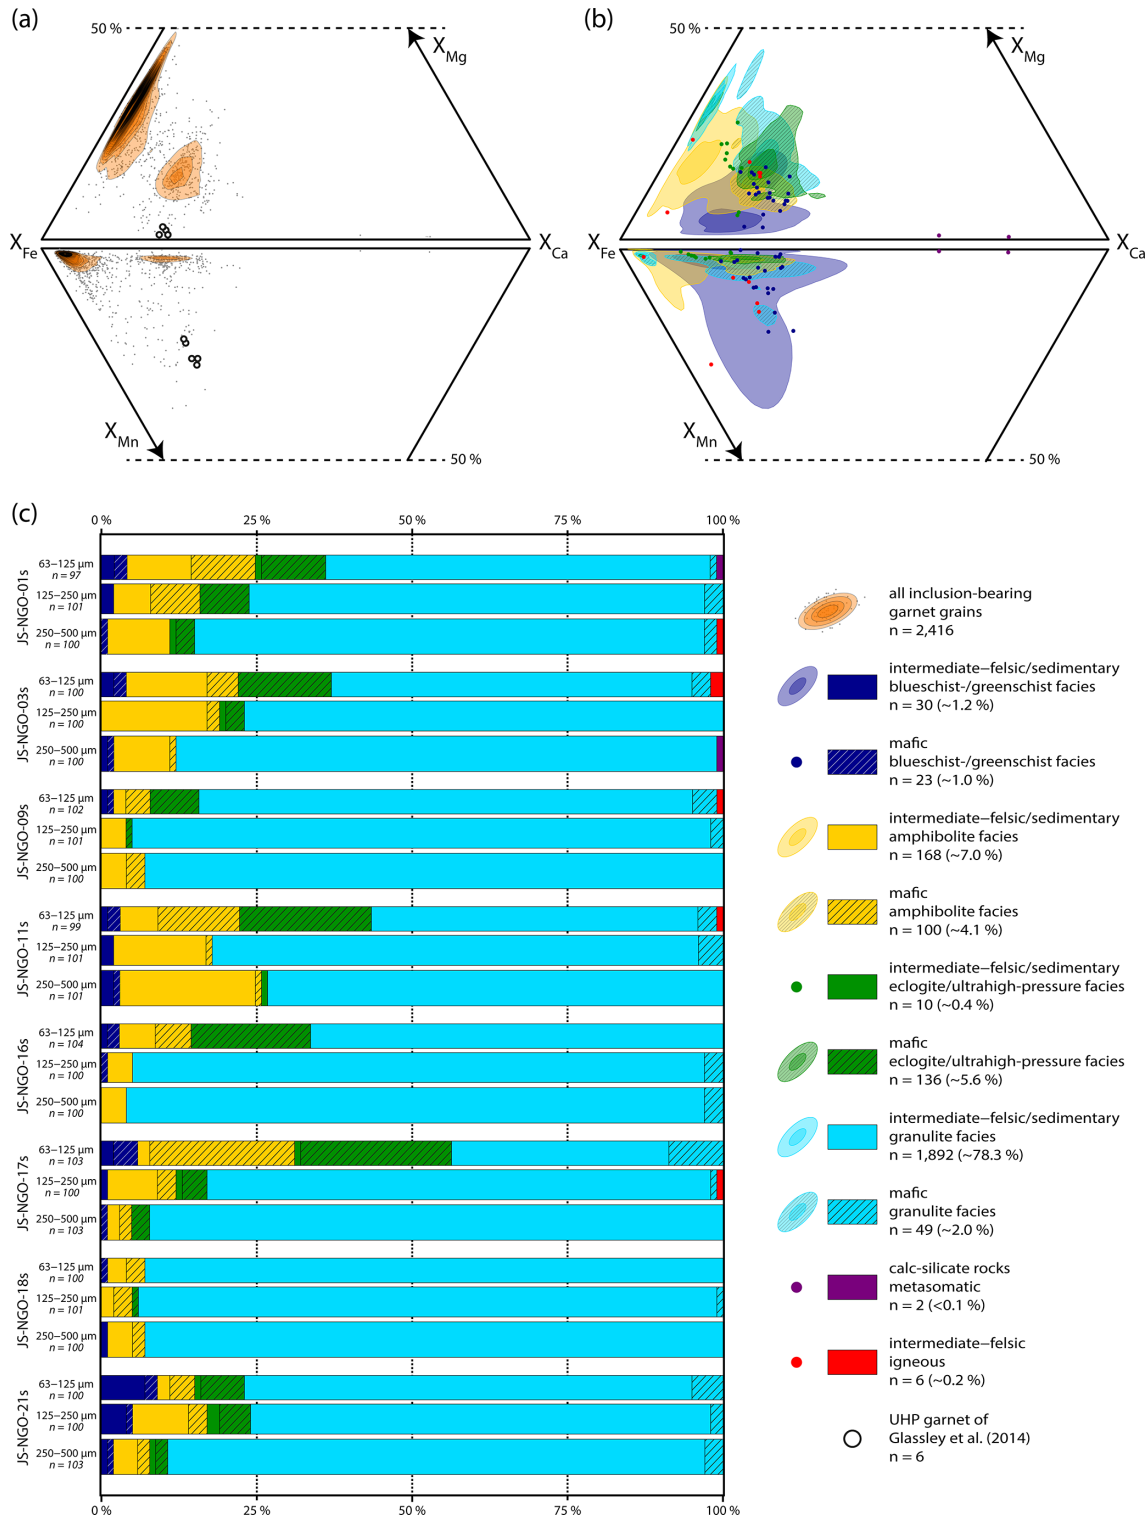 (a)
50 %
X Mg
X Fe
X Ca
X Mn
50 %
(b)
50 %
X Mg
X Fe
X Ca
X Mn
50 %
(c)
0 %
25 %
50 %
75 %
100 %
JS-NGO-01s
63–125 µm
n = 97
125–250 µm
n = 101
250–500 µm
n = 100
JS-NGO-03s
63–125 µm
n = 100
125–250 µm
n = 100
250–500 µm
n = 100
JS-NGO-09s
63–125 µm
n = 102
125–250 µm
n = 101
250–500 µm
n = 100
JS-NGO-11s
63–125 µm
n = 99
125–250 µm
n = 101
250–500 µm
n = 101
JS-NGO-16s
63–125 µm
n = 104
125–250 µm
n = 100
250–500 µm
n = 100
JS-NGO-17s
63–125 µm
n = 103
125–250 µm
n = 100
250–500 µm
n = 103
JS-NGO-18s
63–125 µm
n = 100
125–250 µm
n = 101
250–500 µm
n = 100
JS-NGO-21s
63–125 µm
n = 100
125–250 µm
n = 100
250–500 µm
n = 103
0 %
25 %
50 %
75 %
100 %
all inclusion-bearing
garnet grains
n = 2,416
intermediate–felsic/sedimentary
blueschist-/greenschist facies
n = 30 (~1.2 %)
mafic
blueschist-/greenschist facies
n = 23 (~1.0 %)
intermediate–felsic/sedimentary
amphibolite facies
n = 168 (~7.0 %)
mafic
amphibolite facies
n = 100 (~4.1 %)
intermediate–felsic/sedimentary
eclogite/ultrahigh-pressure facies
n = 10 (~0.4 %)
mafic
eclogite/ultrahigh-pressure facies
n = 136 (~5.6 %)
intermediate–felsic/sedimentary
granulite facies
n = 1,892 (~78.3 %)
mafic
granulite facies
n = 49 (~2.0 %)
calc-silicate rocks
metasomatic
n = 2 (<0.1 %)
intermediate–felsic
igneous
n = 6 (~0.2 %)
UHP garnet of
Glassley et al. (2014)
n = 6